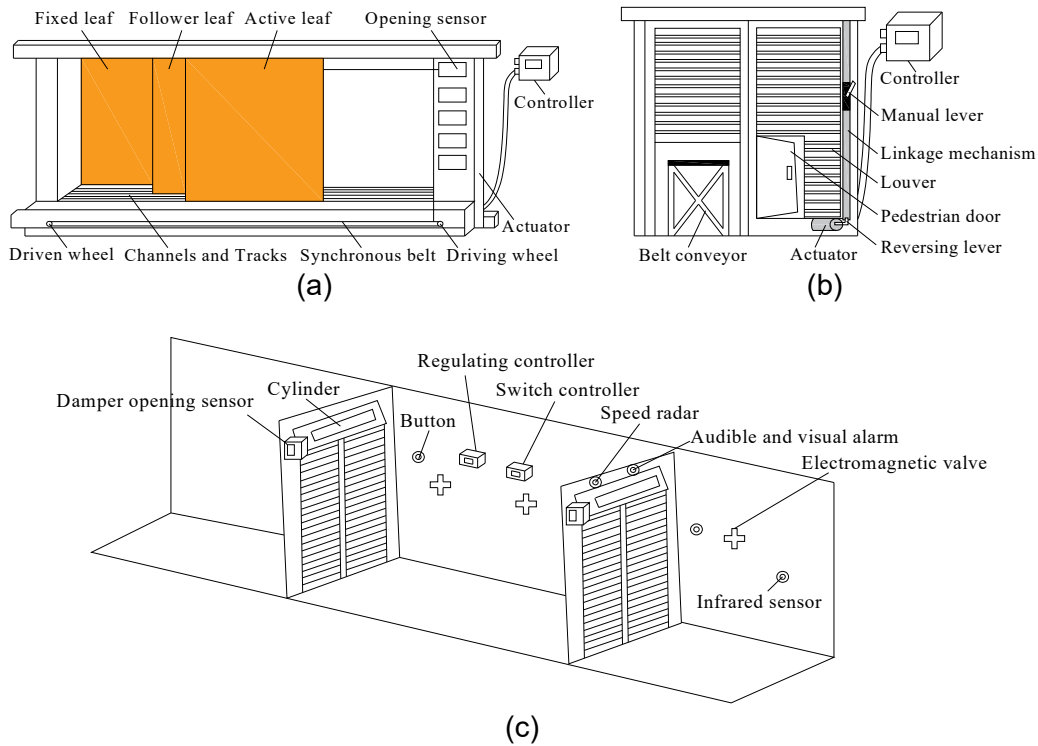 Fixed leaf
Follower leaf
Active leaf
Opening sensor
Controller
Actuator
Driven wheel
Channels and Tracks
Synchronous belt
Driving wheel
(a)
Controller
Manual lever
Linkage mechanism
Louver
Pedestrian door
Reversing lever
Belt conveyor
Actuator
(b)
Regulating controller
Switch controller
Cylinder
Damper opening sensor
Button
Speed radar
Audible and visual alarm
Electromagnetic valve
Infrared sensor
(c)